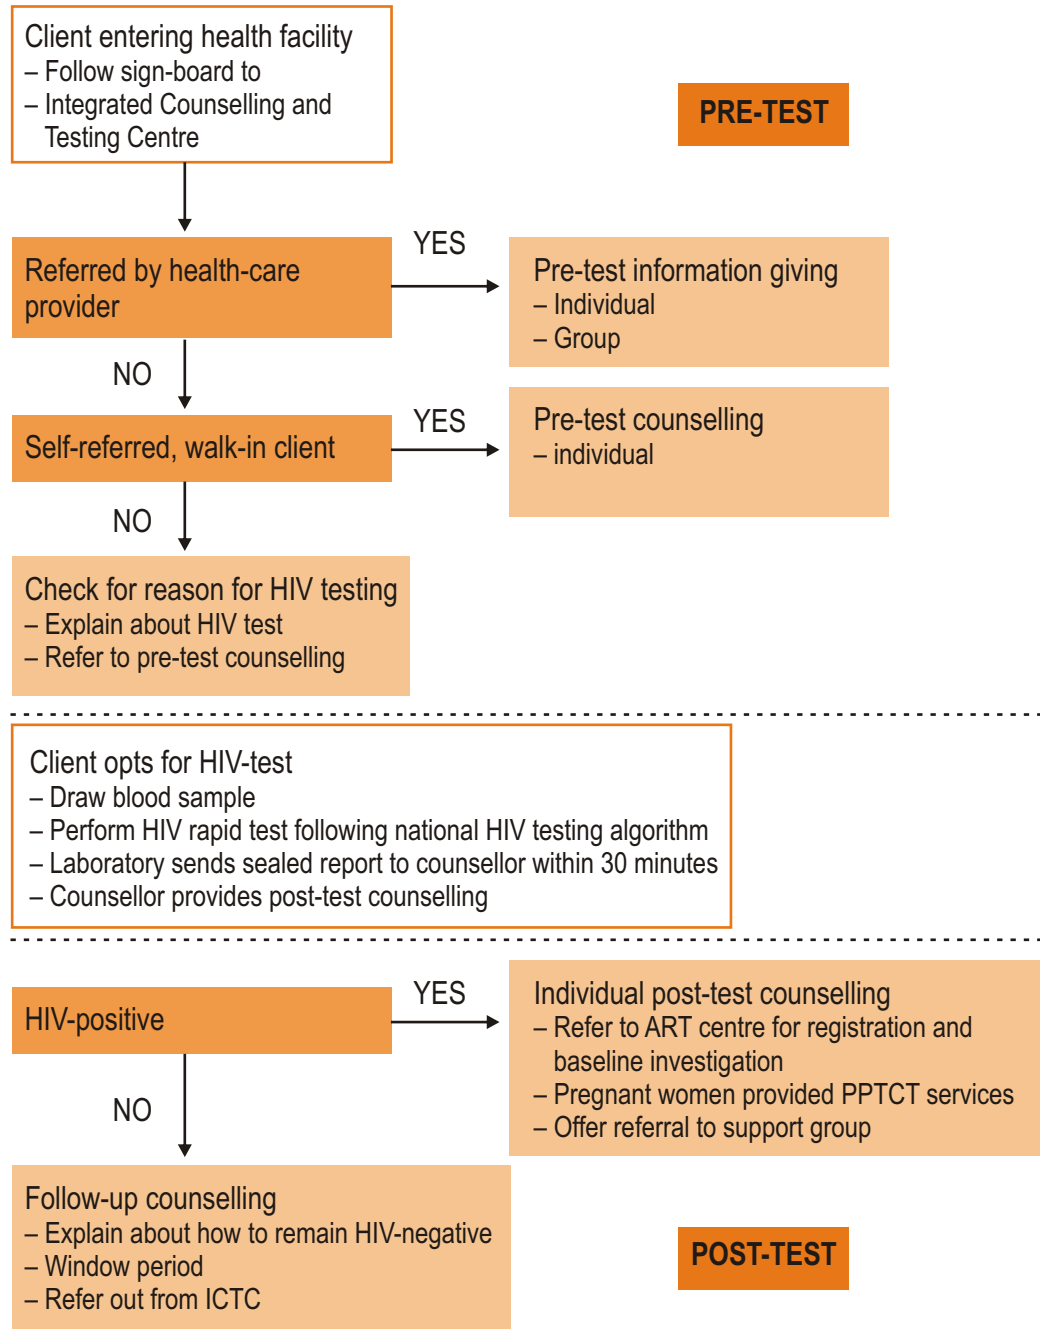 Client entering health facility
– Follow sign-board to
– Integrated Counselling and
Testing Centre
PRE-TEST
Referred by health-care
provider
YES
Pre-test information giving
– Individual
– Group
NO
Self-referred, walk-in client
YES
Pre-test counselling
– individual
NO
Check for reason for HIV testing
– Explain about HIV test
– Refer to pre-test counselling
Client opts for HIV-test
– Draw blood sample
– Perform HIV rapid test following national HIV testing algorithm
– Laboratory sends sealed report to counsellor within 30 minutes
– Counsellor provides post-test counselling
HIV-positive
YES
Individual post-test counselling
– Refer to ART centre for registration and
baseline investigation
– Pregnant women provided PPTCT services
– Offer referral to support group
NO
Follow-up counselling
– Explain about how to remain HIV-negative
– Window period
– Refer out from ICTC
POST-TEST